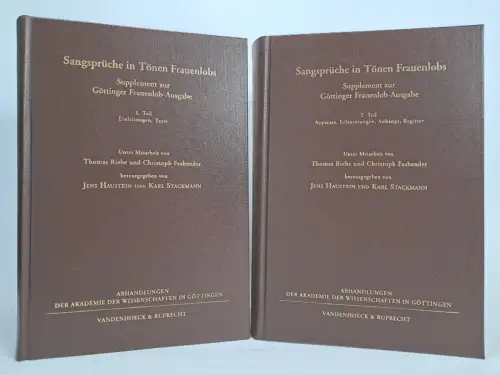 Sangsprüche in Tönen Frauenlobs
Supplement zur
Göttinger Frauenlob-Ausgabe
1. Teil
Einleitungen, Texte
Unter Mitarbeit von
Thomas Riebe und Christoph Fasbender
herausgegeben von
Jens Haustein und Karl Stackmann
ABHANDLUNGEN
DER AKADEMIE DER WISSENSCHAFTEN IN GÖTTINGEN
VANDENHOECK & RUPRECHT
Sangsprüche in Tönen Frauenlobs
Supplement zur
Göttinger Frauenlob-Ausgabe
2. Teil
Apparate, Erläuterungen, Anhänge, Register
Unter Mitarbeit von
Thomas Riebe und Christoph Fasbender
herausgegeben von
Jens Haustein und Karl Stackmann
ABHANDLUNGEN
DER AKADEMIE DER WISSENSCHAFTEN IN GÖTTINGEN
VANDENHOECK & RUPRECHT